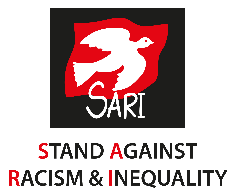 SARI
STAND AGAINST
RACISM & INEQUALITY